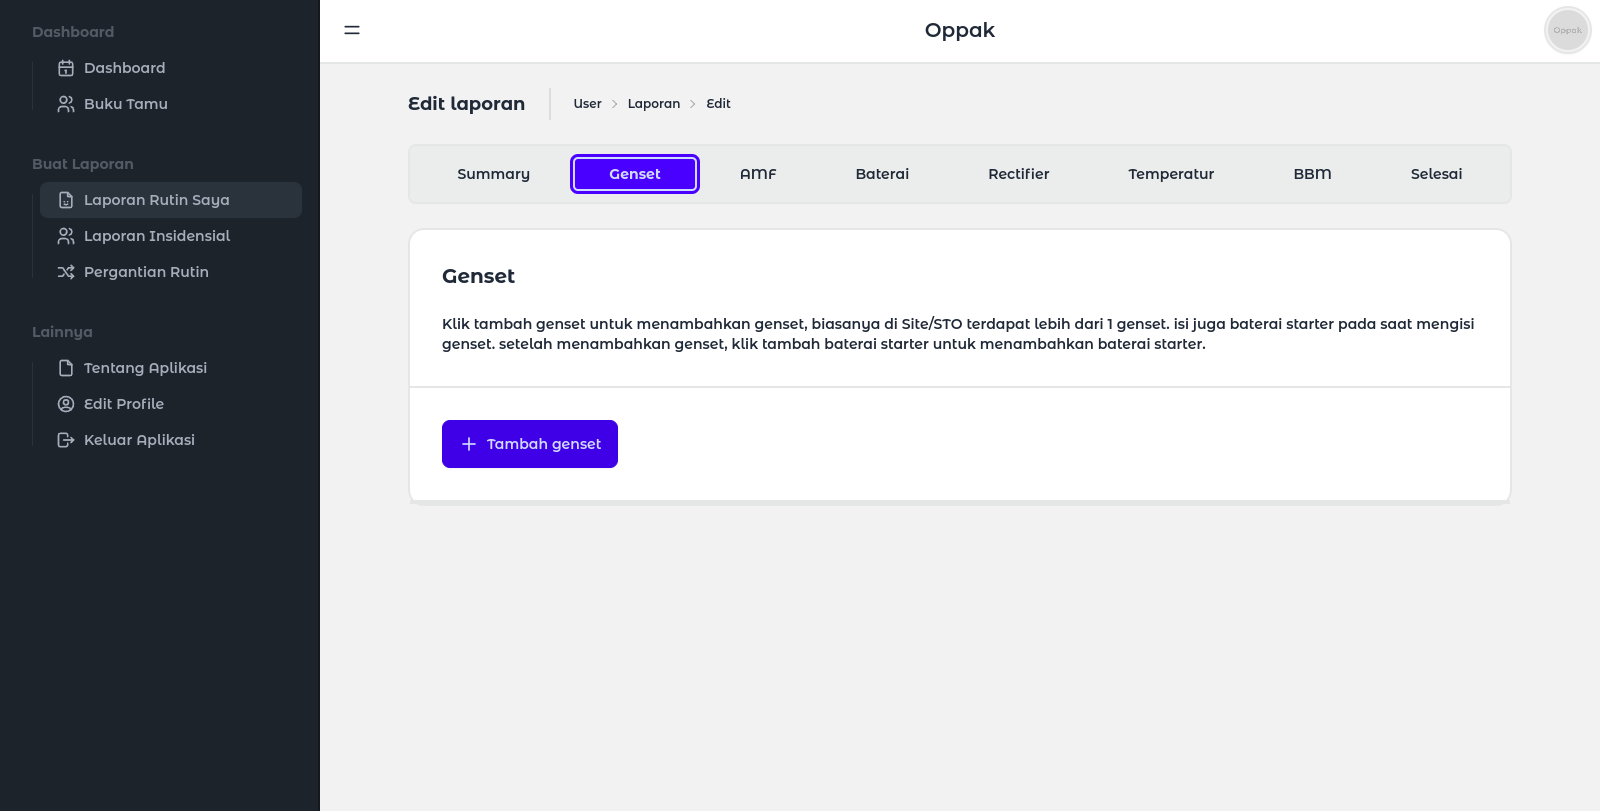 Dashboard
Dashboard
Buku Tamu
Buat Laporan
Laporan Rutin Saya
Laporan Insidensial
Pergantian Rutin
Lainnya
Tentang Aplikasi
Edit Profile
Keluar Aplikasi
Oppak
Oppak
Edit laporan
User > Laporan > Edit
Summary Genset AMF Baterai Rectifier Temperatur BBM Selesai
Genset
Klik tambah genset untuk menambahkan genset, biasanya di Site/STO terdapat lebih dari 1 genset. isi juga baterai starter pada saat mengisi
genset. setelah menambahkan genset, klik tambah baterai starter untuk menambahkan baterai starter.
+ Tambah genset